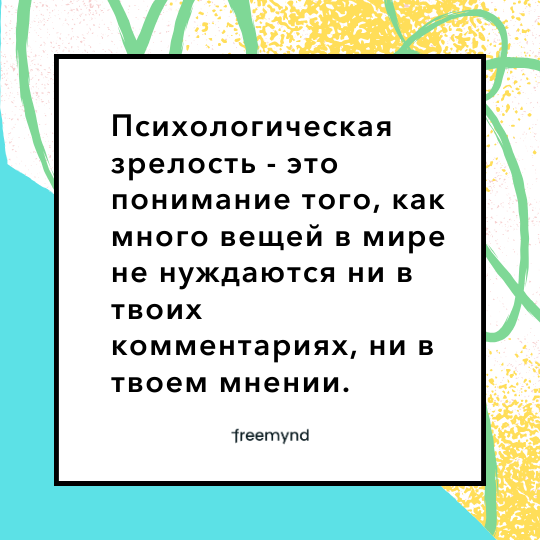 Психологическая
зрелость - это
понимание того, как
много вещей в мире
не нуждаются ни в
твоих
комментариях, ни в
твоем мнении.
freemynd